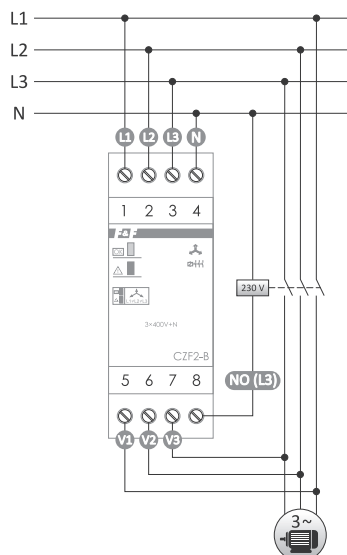 L1
L2
L3
N
L1 L2 L3 N
1 2 3 4
F&F
OK
3×400V+N
CZF2-B
230 V
5 6 7 8
NO (L3)
V1 V2 V3
3~